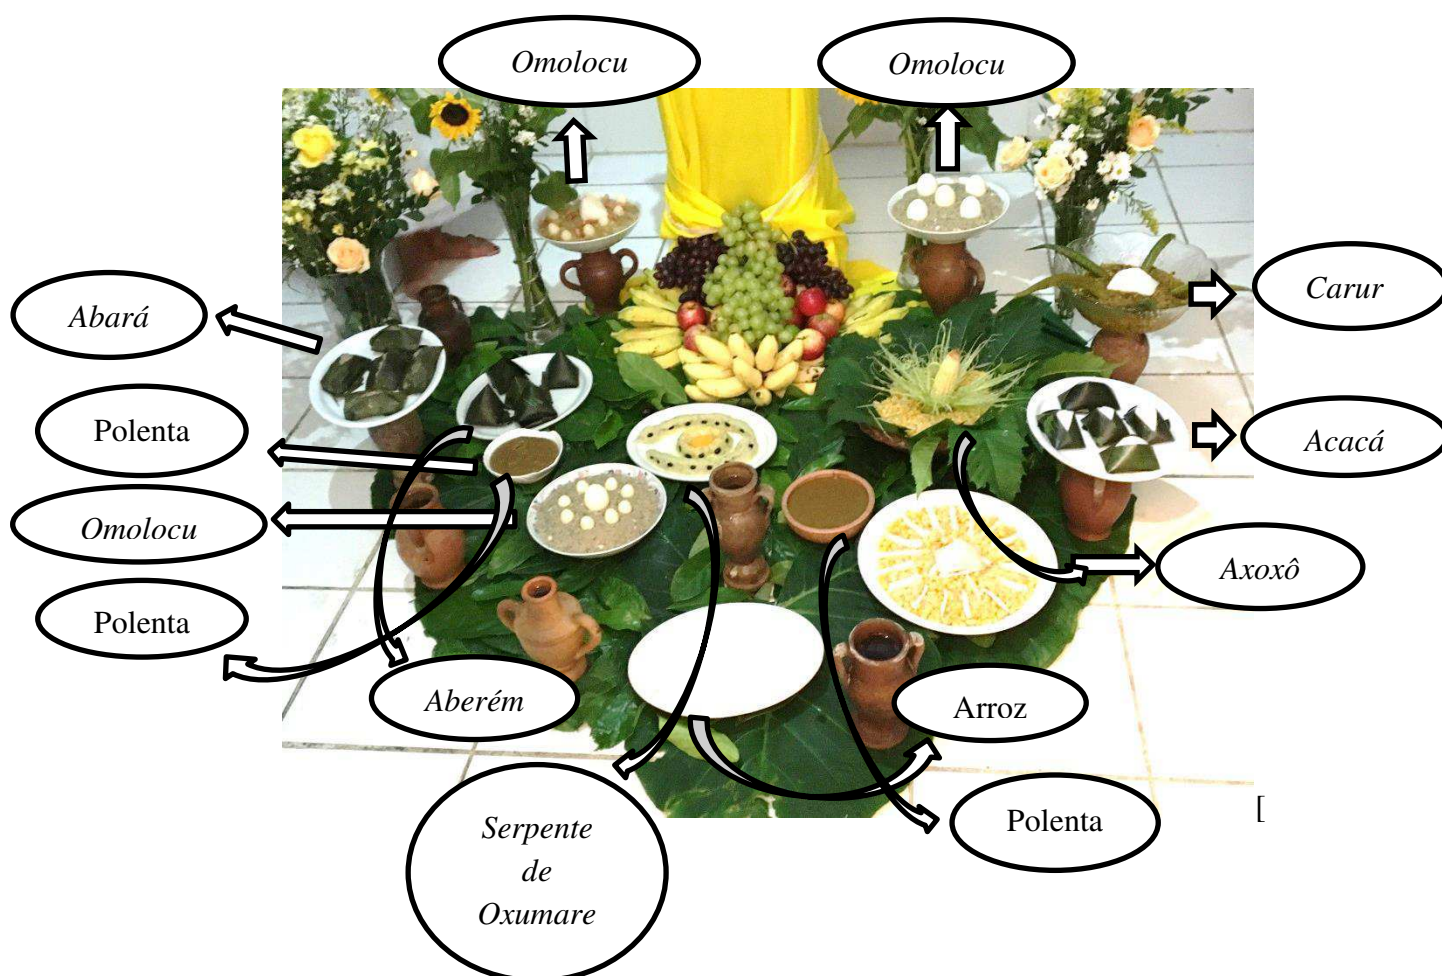 Omolocu
Omolocu
Abará
Carur
Polenta
Acacá
Omolocu
Axoxô
Polenta
Aberém
Arroz
Serpente
de
Oxumare
Polenta
[